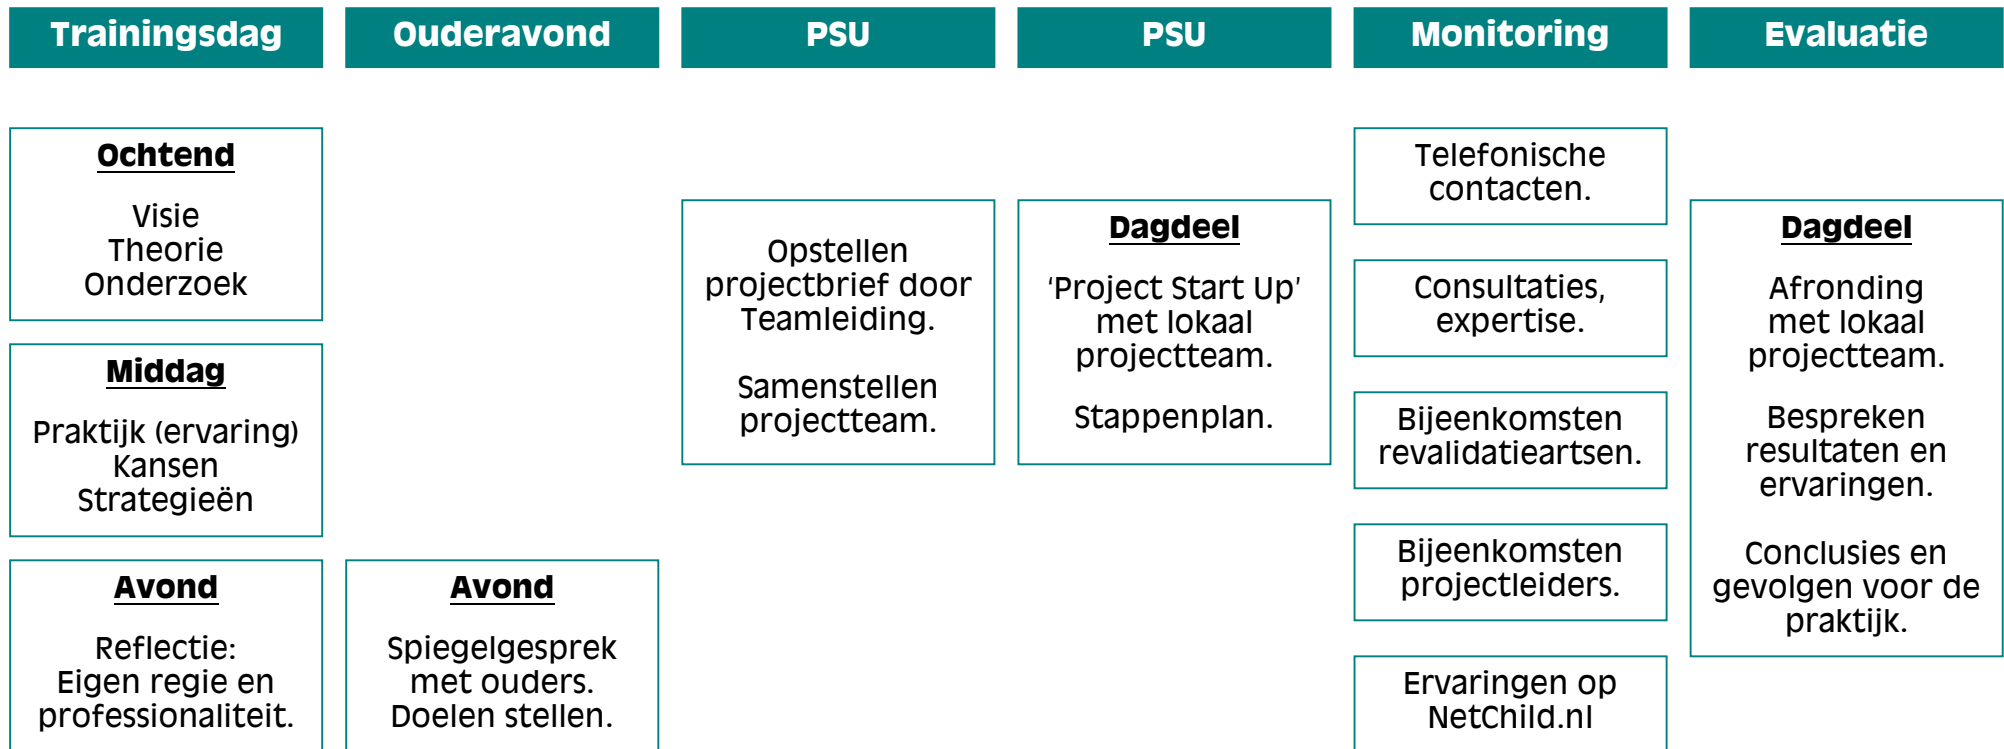 Trainingsdag
Ouderavond
PSU
PSU
Monitoring
Evaluatie
Ochtend
Visie
Theorie
Onderzoek
Middag
Praktijk (ervaring)
Kansen
Strategieën
Avond
Reflectie:
Eigen regie en
professionaliteit.
Avond
Spiegelgesprek
met ouders.
Doelen stellen.
Opstellen
projectbrief door
Teamleiding.
Samenstellen
projectteam.
Dagdeel
‘Project Start Up’
met lokaal
projectteam.
Stappenplan.
Telefonische
contacten.
Consultaties,
expertise.
Bijeenkomsten
revalidatieartsen.
Bijeenkomsten
projectleiders.
Ervaringen op
NetChild.nl
Dagdeel
Afronding
met lokaal
projectteam.
Bespreken
resultaten en
ervaringen.
Conclusies en
gevolgen voor de
praktijk.